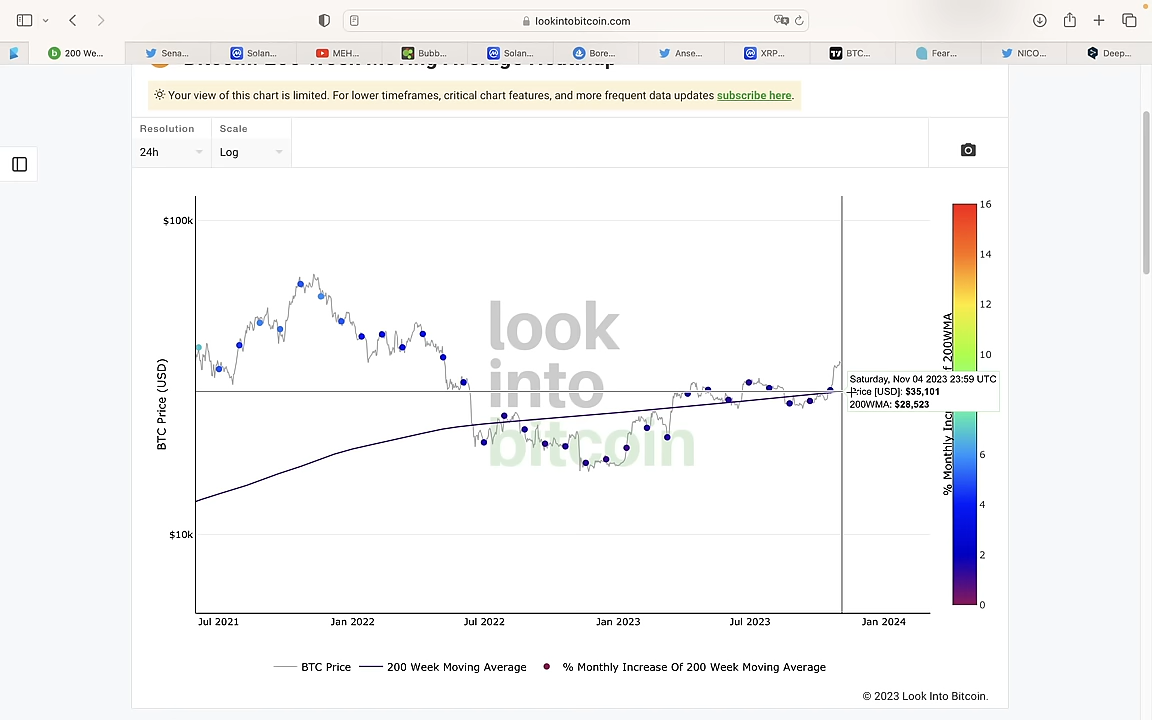 lookintobitcoin.com
200 We...
Sena...
Solan...
MEH...
Bubb...
Solan...
Bore...
Anse...
XRP...
BTC...
Fear...
NICO...
Deep...
Bitcoin: 200 Week Moving Average Heatmap
Your view of this chart is limited. For lower timeframes, critical chart features, and more frequent data updates subscribe here.
Resolution
Scale
24h
Log
$100k
$10k
BTC Price (USD)
look
into
bitcoin
Saturday, Nov 04 2023 23:59 UTC
Price [USD]: $35,101
200WMA: $28,523
16
14
12
10
6
4
2
0
% Monthly Incr
f 200WMA
Jul 2021
Jan 2022
Jul 2022
Jan 2023
Jul 2023
Jan 2024
BTC Price
200 Week Moving Average
% Monthly Increase Of 200 Week Moving Average
© 2023 Look Into Bitcoin.